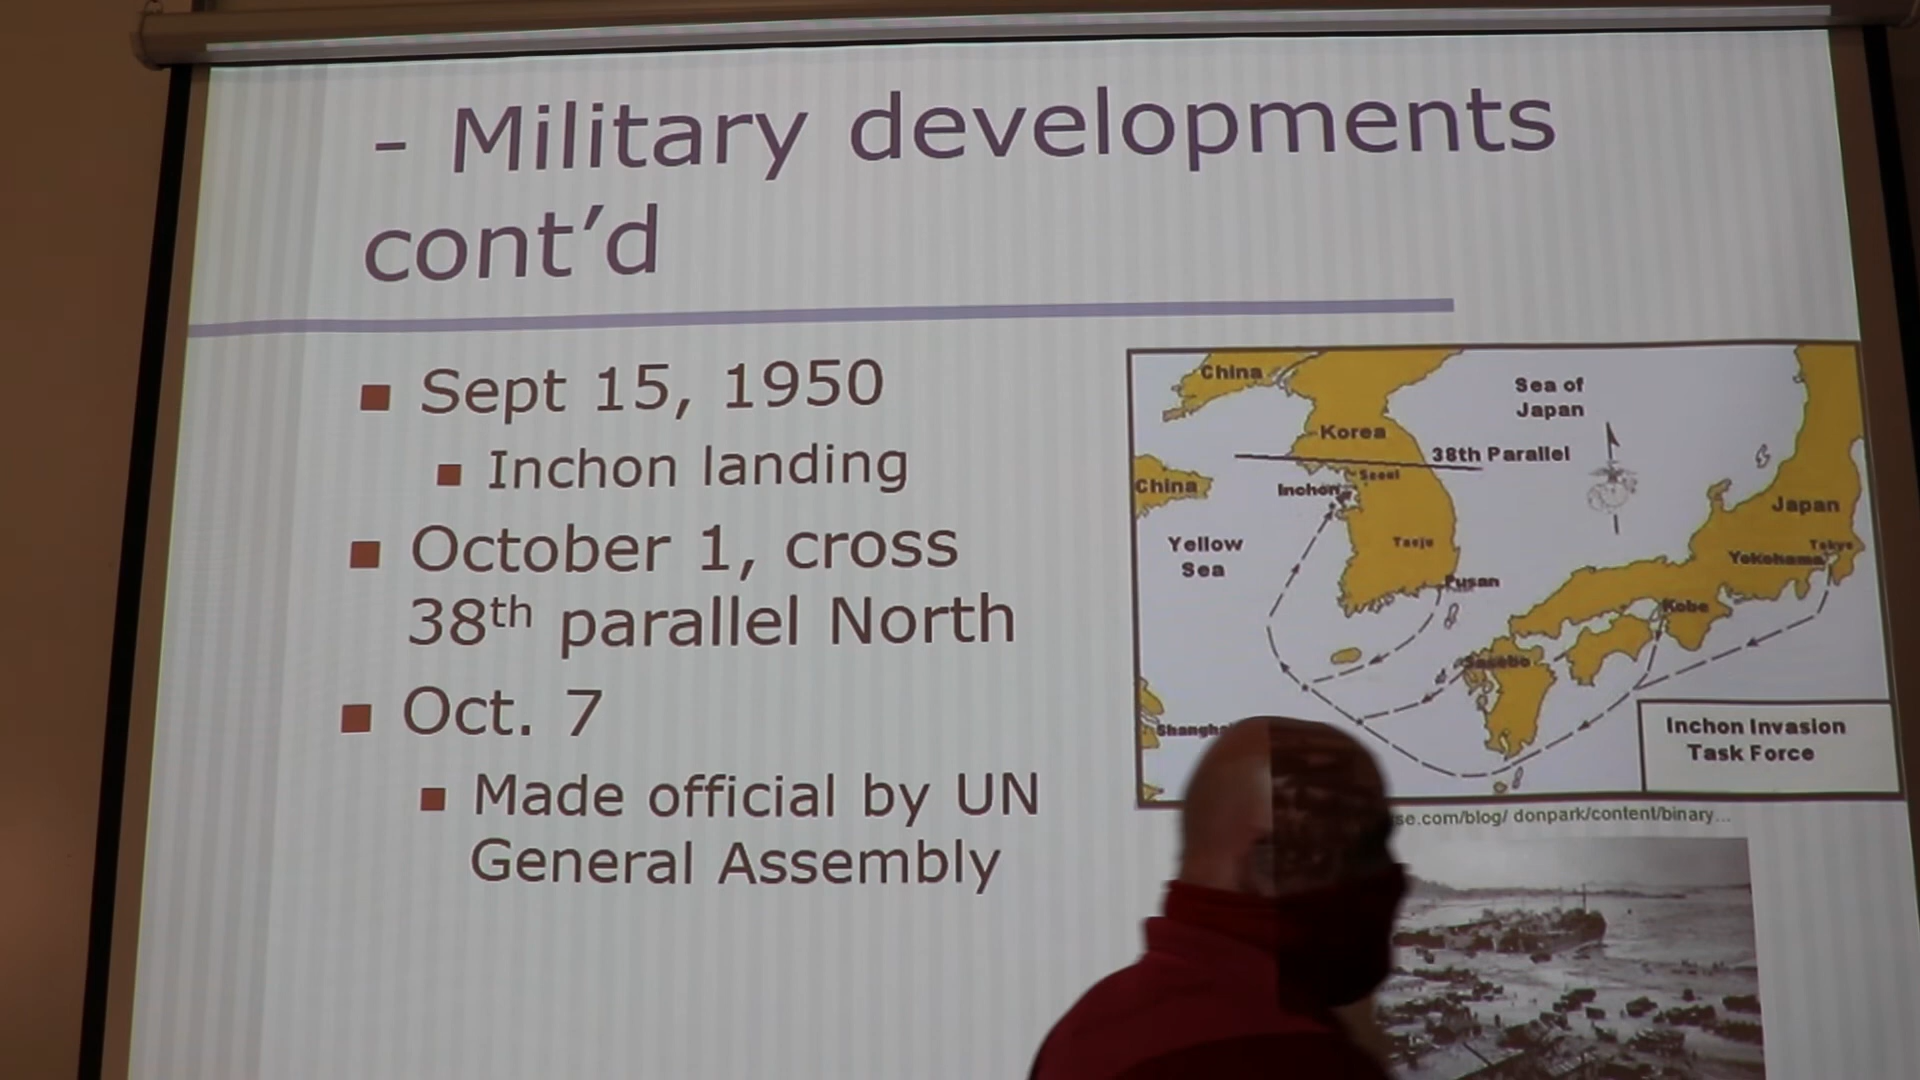 - Military developments
cont’d
Sept 15, 1950
Inchon landing
October 1, cross
38th parallel North
Oct. 7
Made official by UN
General Assembly
China
Sea of
Japan
Korea
38th Parallel
Seoul
China
Inchon
Japan
Yellow
Sea
Taeju
Tokyo
Yokohama
Pusan
Kobe
Sasebo
Inchon Invasion
Task Force
se.com/blog/ donpark/content/binary...